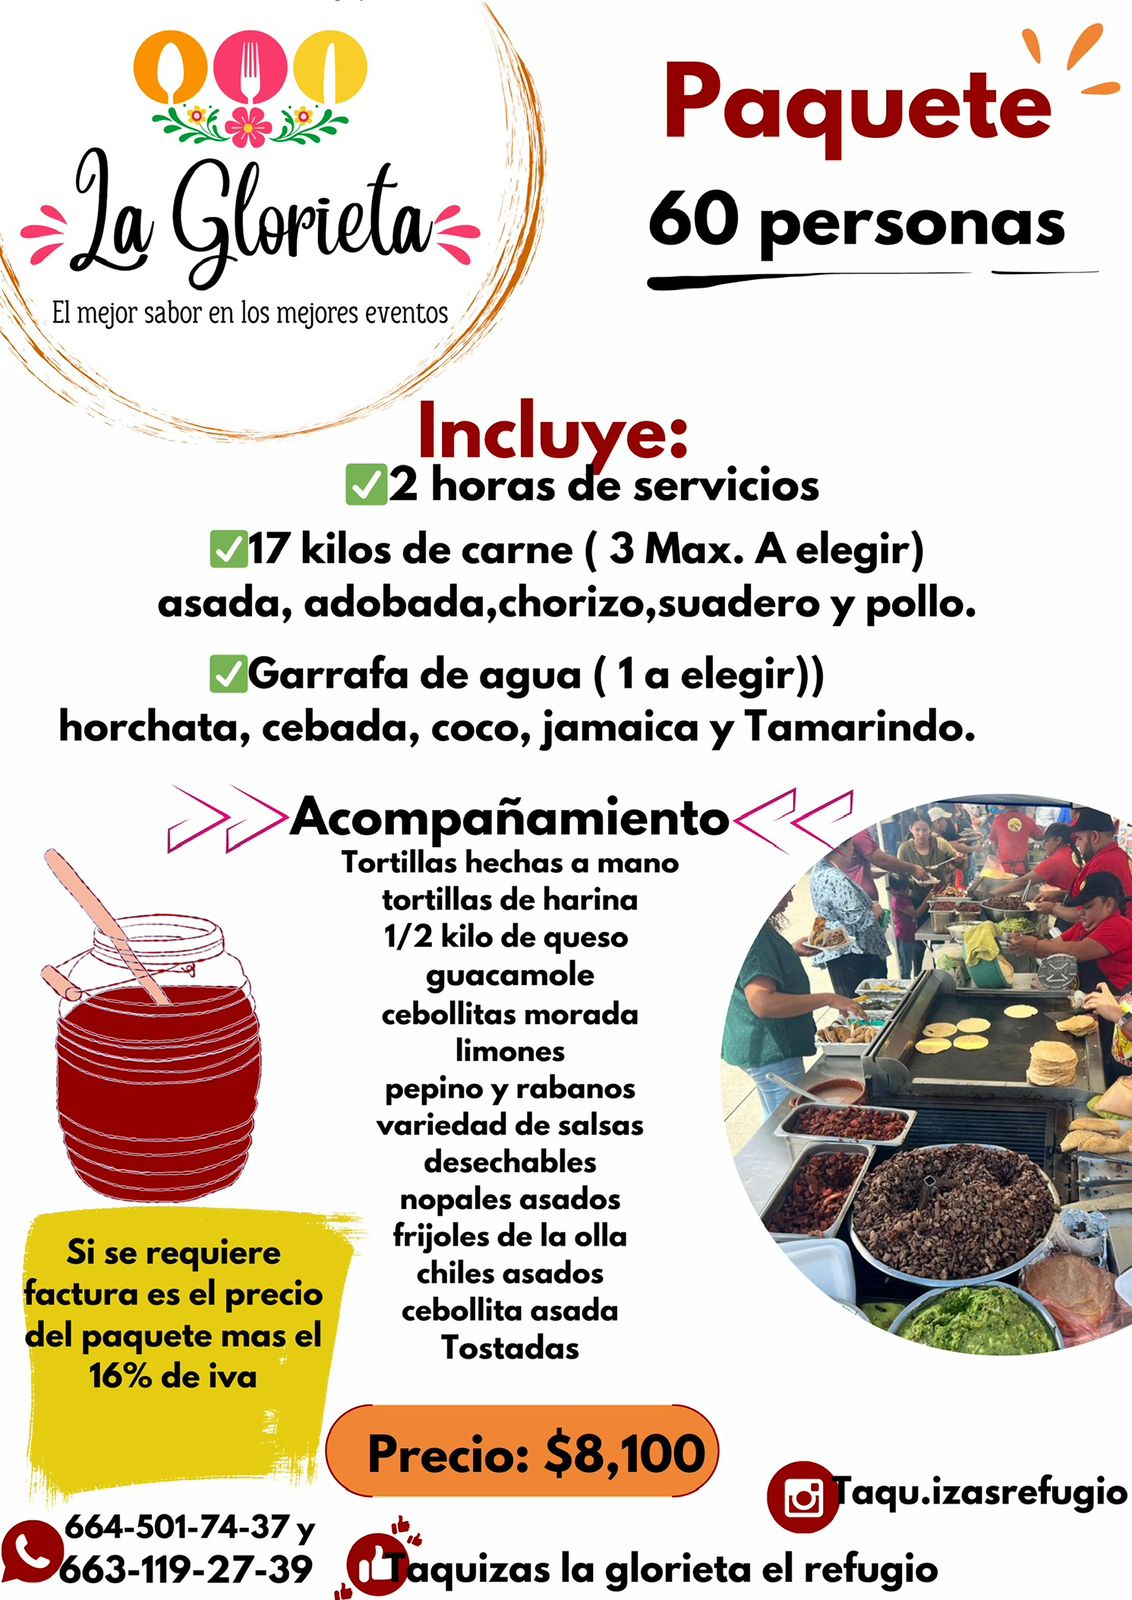 La Glorieta
El mejor sabor en los mejores eventos
Paquete
60 personas
Incluye:
✅2 horas de servicios
✅17 kilos de carne ( 3 Max. A elegir)
asada, adobada,chorizo,suadero y pollo.
✅Garrafa de agua ( 1 a elegir))
horchata, cebada, coco, jamaica y Tamarindo.
Acompañamiento
Tortillas hechas a mano
tortillas de harina
1/2 kilo de queso
guacamole
cebollitas morada
limones
pepino y rabanos
variedad de salsas
desechables
nopales asados
frijoles de la olla
chiles asados
cebollita asada
Tostadas
Si se requiere
factura es el precio
del paquete mas el
16% de iva
Precio: $8,100
Taqu.izasrefugio
664-501-74-37 y
663-119-27-39
Taquizas la glorieta el refugio